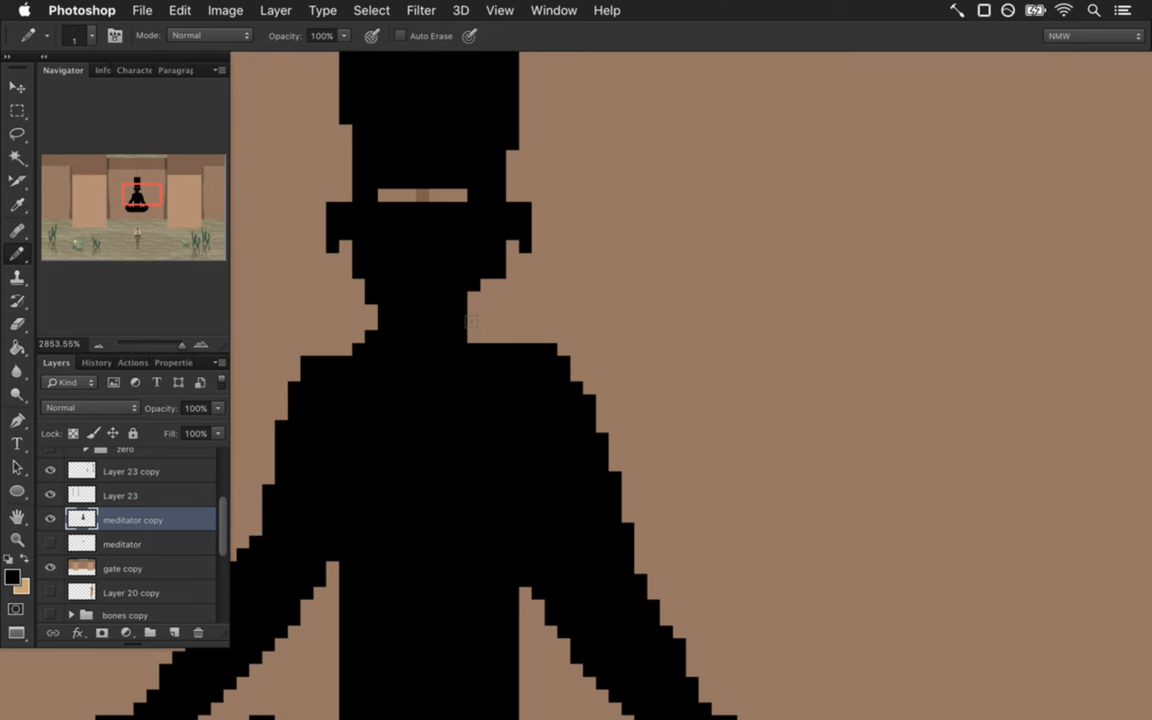 Photoshop File Edit Image Layer Type Select Filter 3D View Window Help
1 Mode: Normal Opacity: 100% Auto Erase NMW
Navigator Info Characte Paragrap
2853.55%
Layers History Actions Propertie
Kind
Normal Opacity: 100%
Lock: Fill: 100%
zero
Layer 23 copy
Layer 23
meditator copy
meditator
gate copy
Layer 20 copy
bones copy